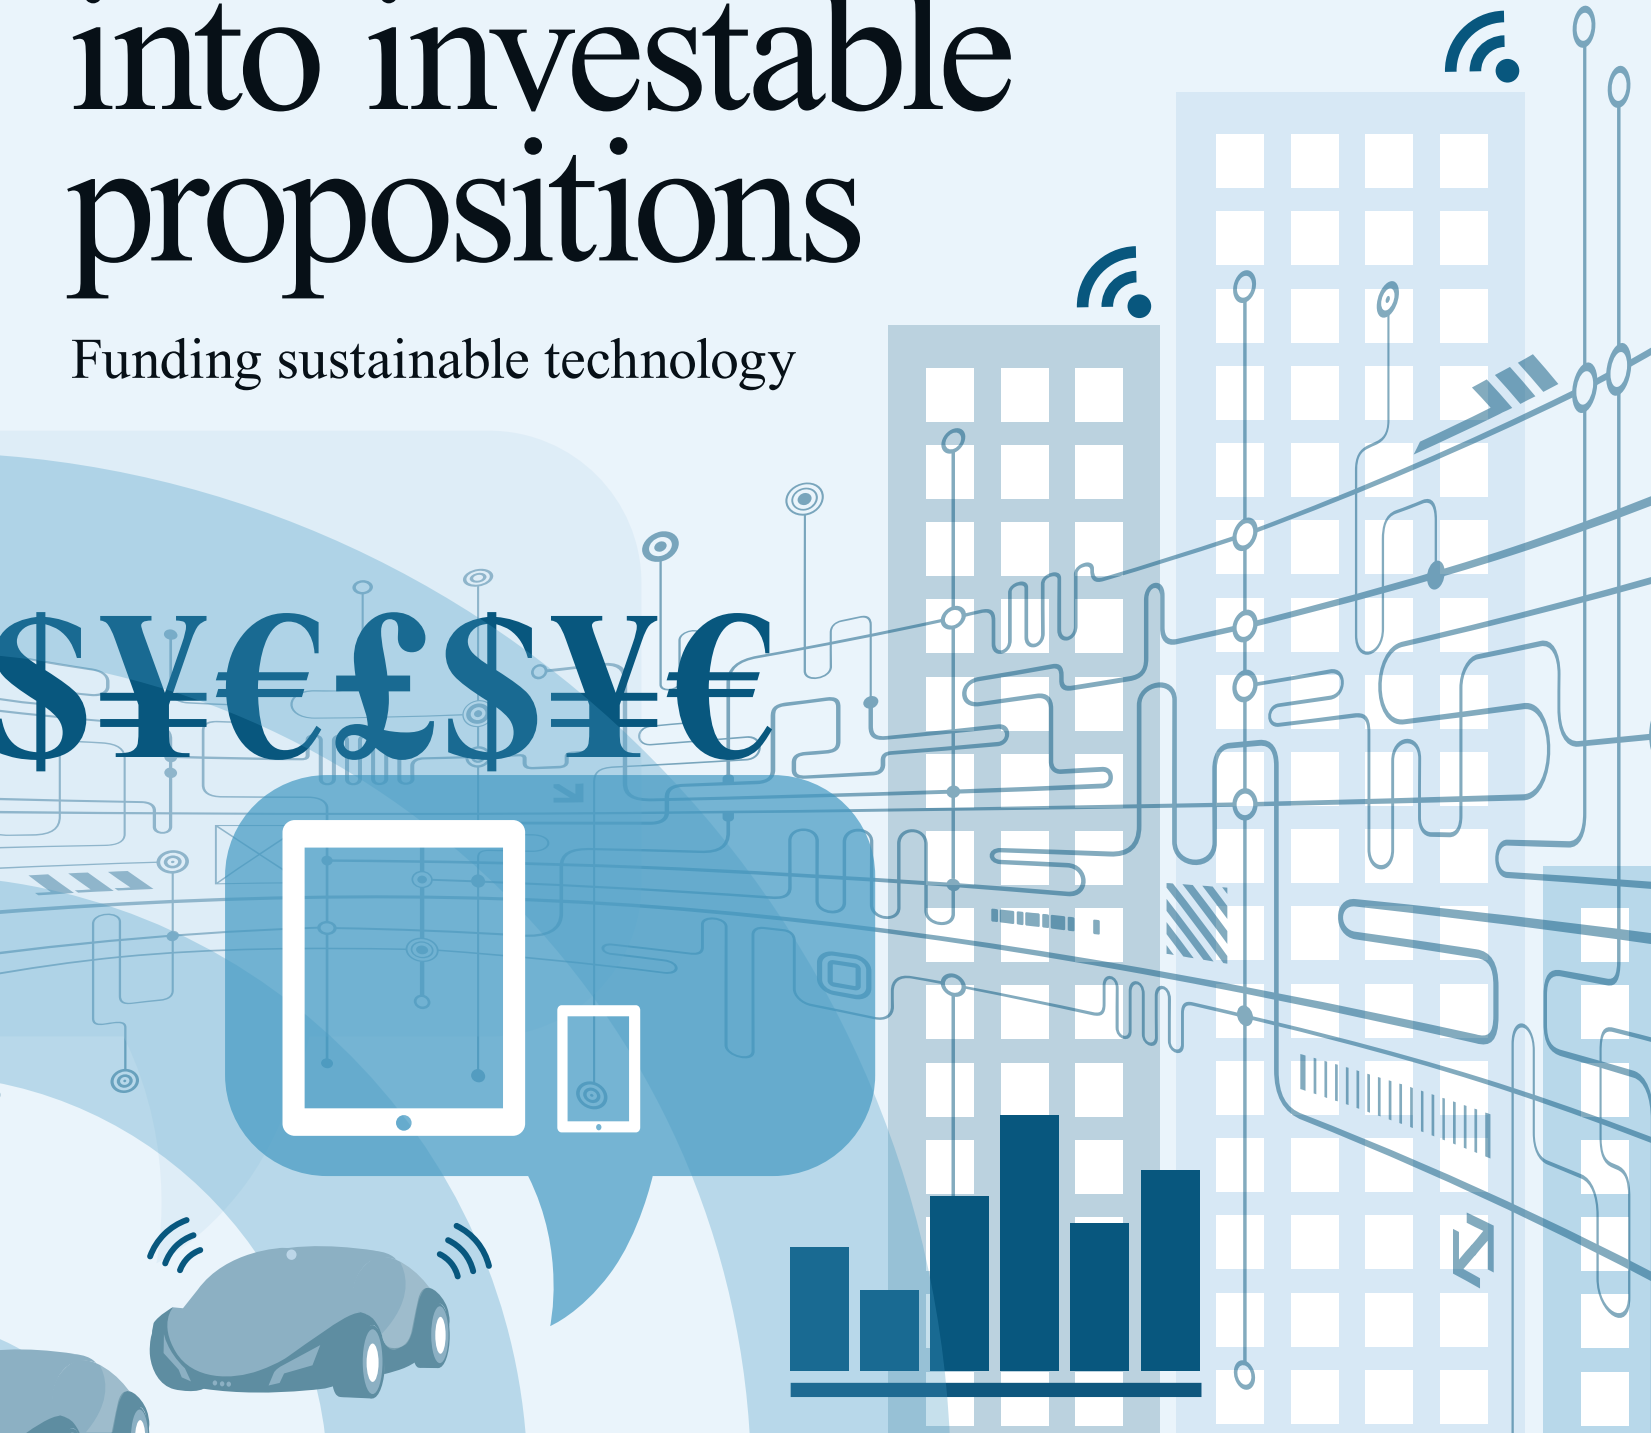 into investable
propositions
Funding sustainable technology
$¥€£$¥€